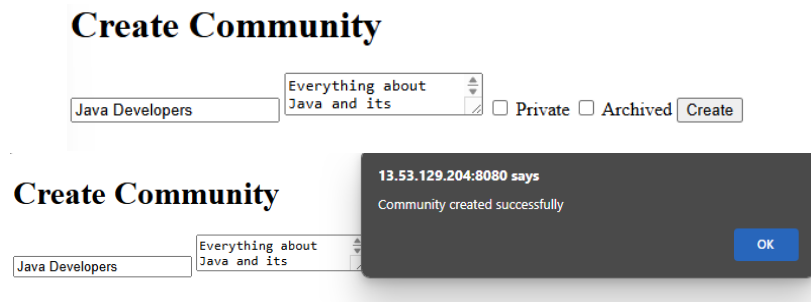 Create Community
Everything about
Java and its
Java Developers
Private
Archived
Create
13.53.129.204:8080 says
Community created successfully
OK
Create Community
Everything about
Java and its
Java Developers